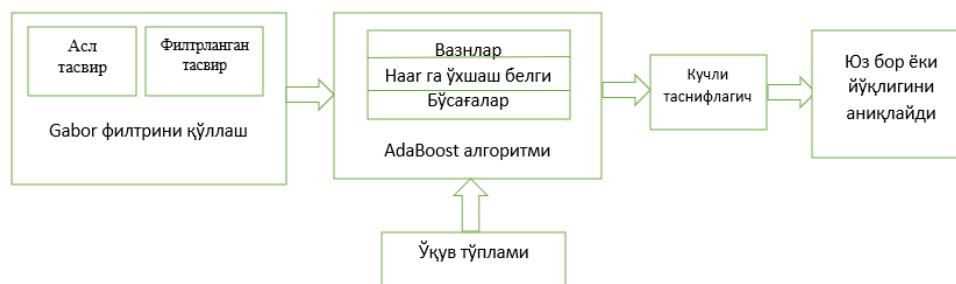 Асл
тасвир
Филтрланган
тасвир
Gabor филтрини қўллаш
Вазнлар
Haar га ўхшаш белги
Бўсағалар
AdaBoost алгоритми
Кучли
таснифлагич
Юз бор ёки
йўқлигини
аниқлайди
Ўқув тўплами